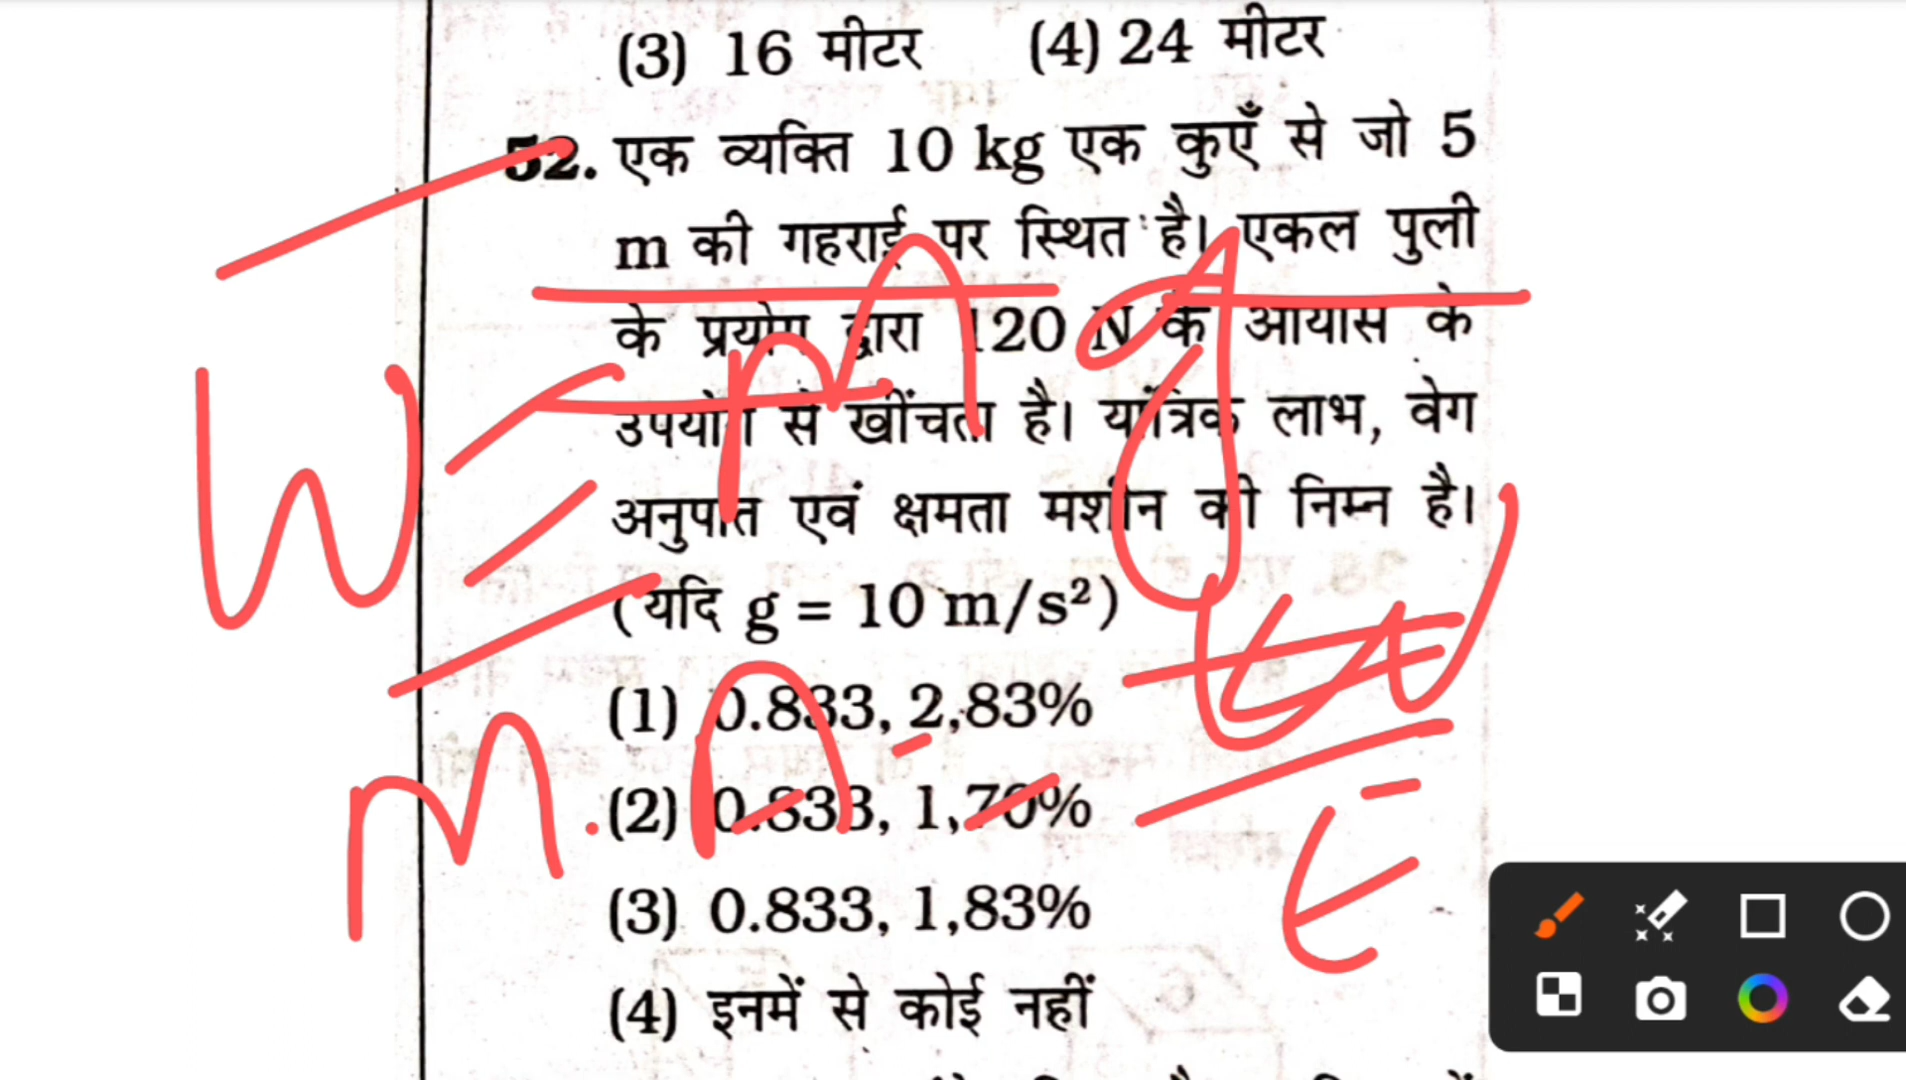 (3) 16 मीटर (4) 24 मीटर
52. एक व्यक्ति 10 kg एक कुएँ से जो 5
m की गहराई पर स्थित है। एकल पुली
के प्रयोग द्वारा 120 N के आयास के
उपयोग से खींचता है। यांत्रिक लाभ, वेग
अनुपात एवं क्षमता मशीन की निम्न है।
(यदि g = 10 m/s²)
(1) 0.833, 2,83%
(2) 0.833, 1,70%
(3) 0.833, 1,83%
(4) इनमें से कोई नहीं
W = mg
M.A = W
E